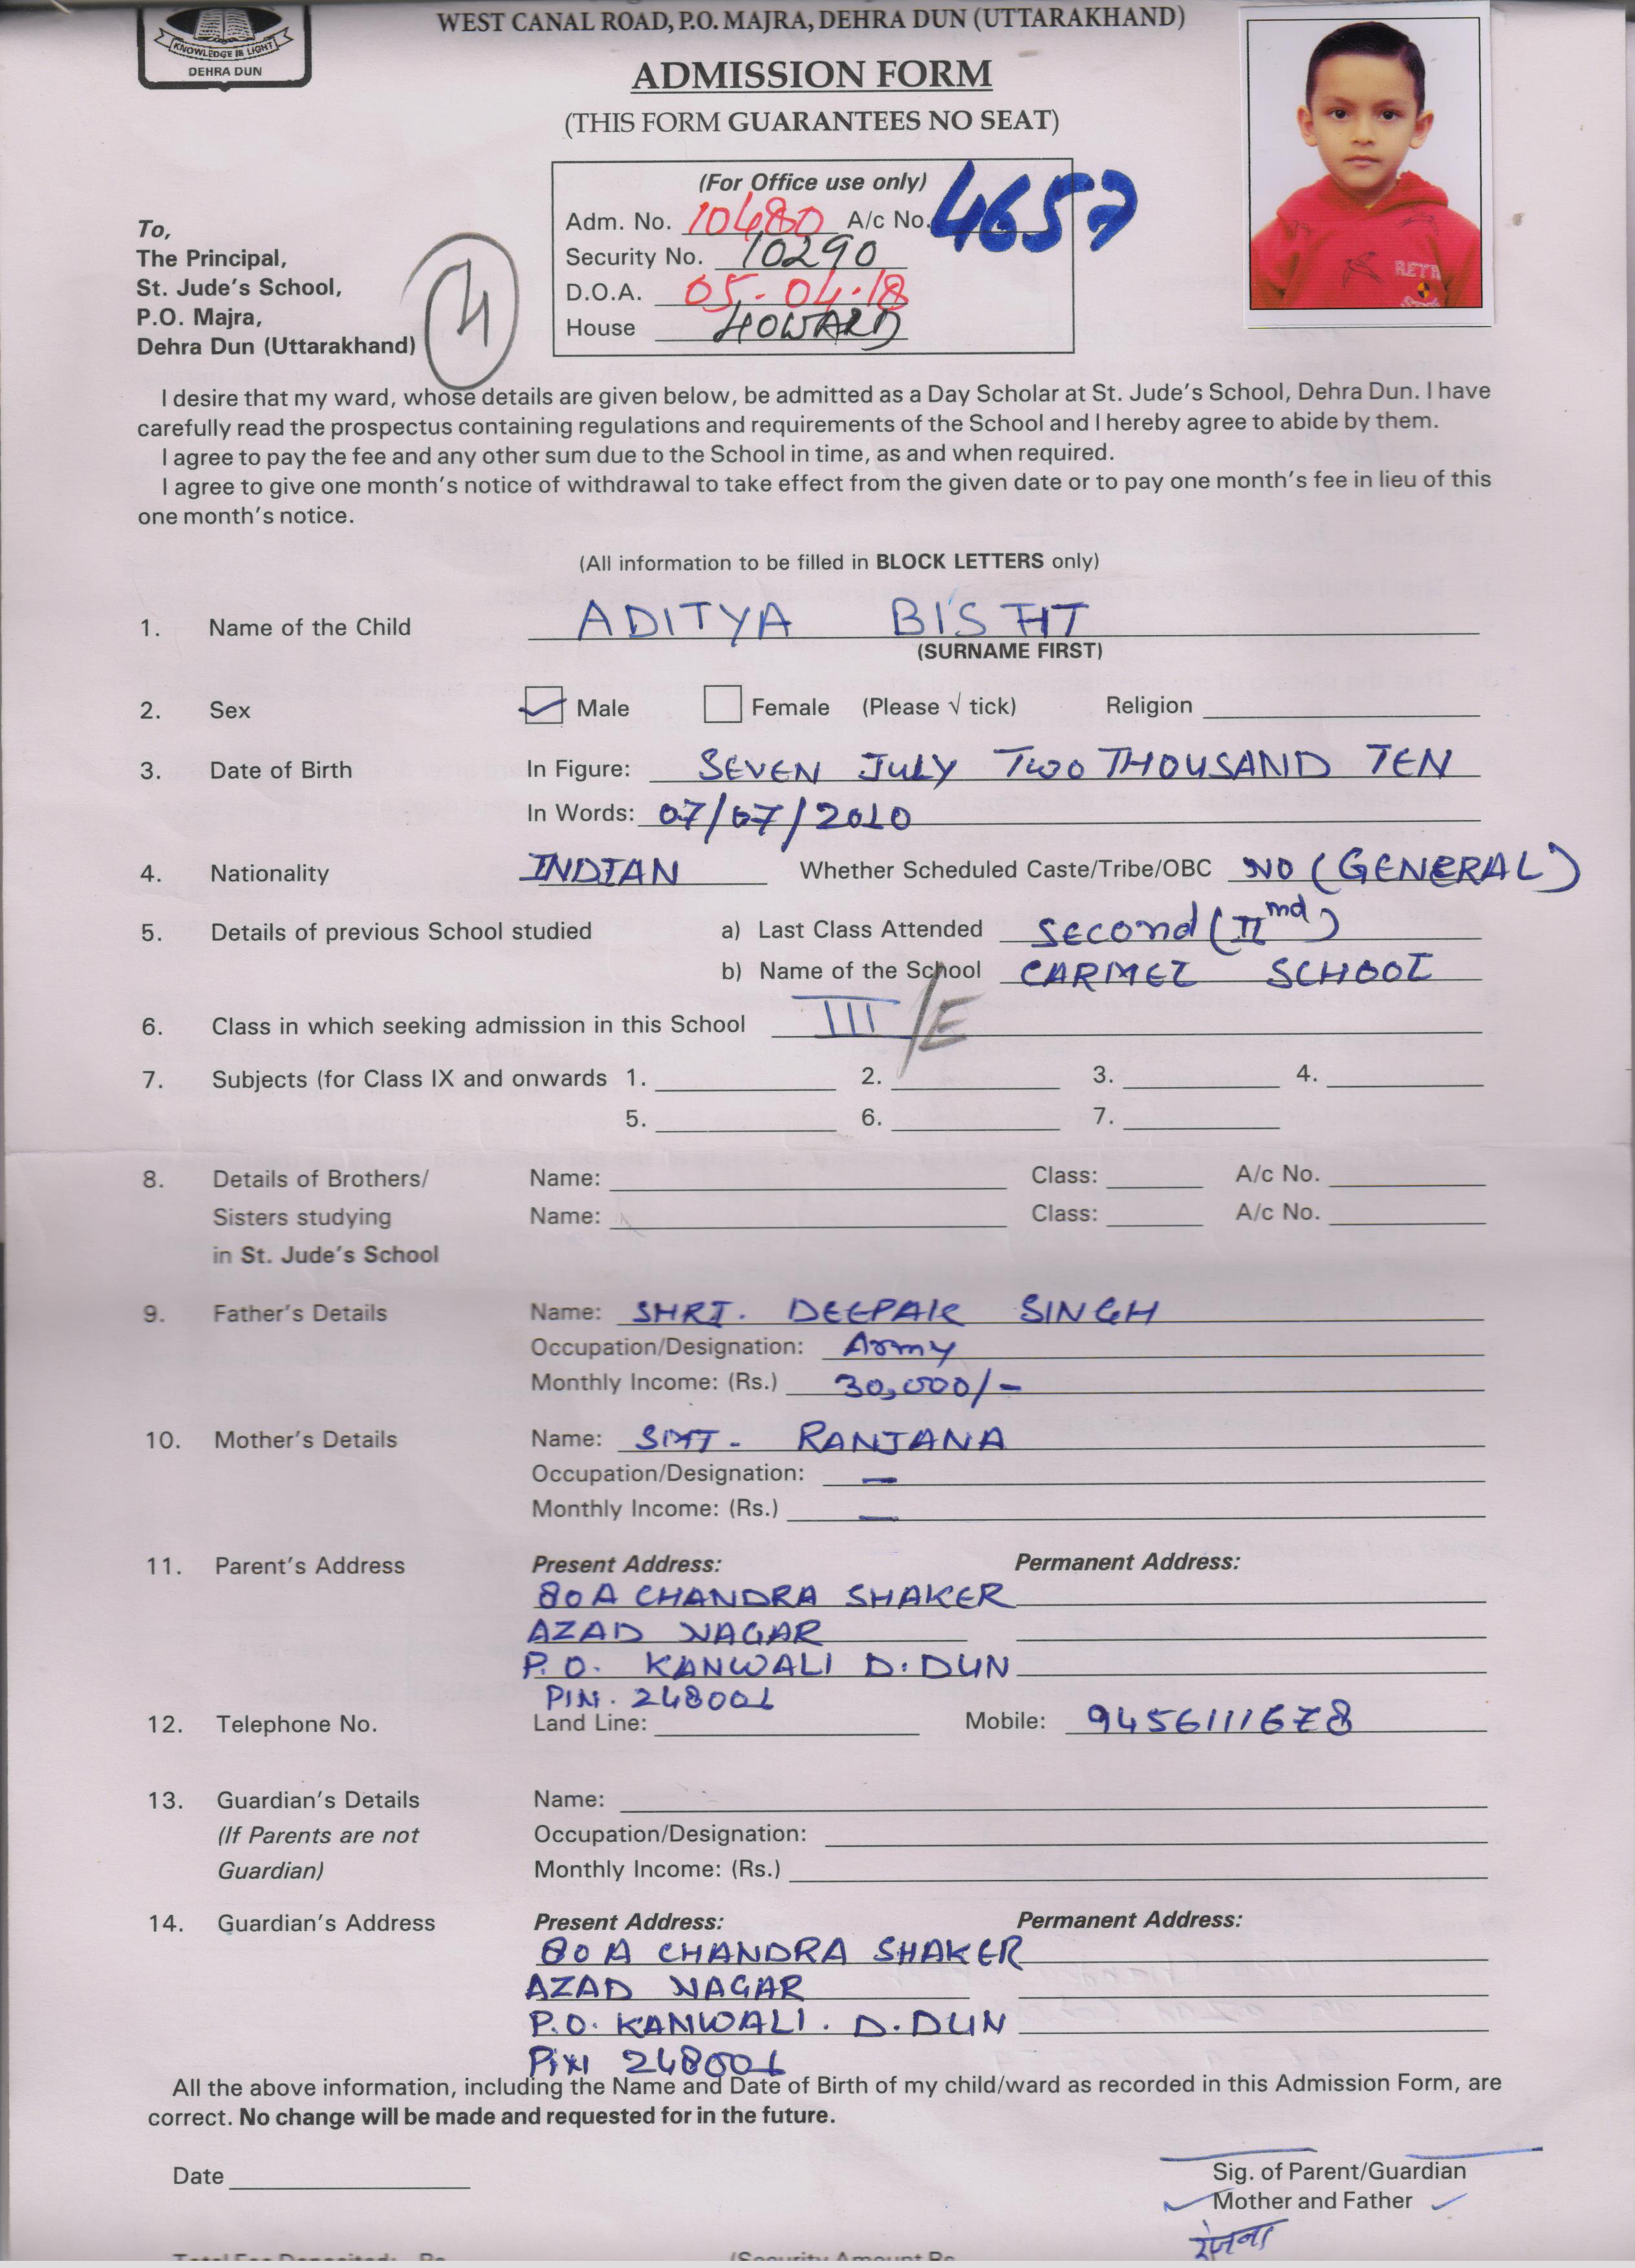 WEST CANAL ROAD, P.O. MAJRA, DEHRA DUN (UTTARAKHAND)
KNOWLEDGE IS LIGHT
DEHRA DUN
ADMISSION FORM
(THIS FORM GUARANTEES NO SEAT)
(For Office use only)
Adm. No. 10480 A/c No. 4657
Security No. 10290
D.O.A. 05-04-18
House HOWARD
To,
The Principal,
St. Jude's School,
P.O. Majra,
Dehra Dun (Uttarakhand)
RETR
I desire that my ward, whose details are given below, be admitted as a Day Scholar at St. Jude's School, Dehra Dun. I have
carefully read the prospectus containing regulations and requirements of the School and I hereby agree to abide by them.
I agree to pay the fee and any other sum due to the School in time, as and when required.
I agree to give one month's notice of withdrawal to take effect from the given date or to pay one month's fee in lieu of this
one month's notice.
(All information to be filled in BLOCK LETTERS only)
1. Name of the Child ADITYA BISHT
(SURNAME FIRST)
2. Sex Male Female (Please √ tick) Religion
3. Date of Birth In Figure: SEVEN JULY TWO THOUSAND TEN
In Words: 07/07/2010
4. Nationality INDIAN Whether Scheduled Caste/Tribe/OBC NO (GENERAL)
5. Details of previous School studied a) Last Class Attended Second (II nd)
b) Name of the School CARMEL SCHOOL
6. Class in which seeking admission in this School III/E
7. Subjects (for Class IX and onwards 1. 2. 3. 4.
5. 6. 7.
8. Details of Brothers/ Name: Class: A/c No.
Sisters studying Name: Class: A/c No.
in St. Jude's School
9. Father's Details Name: SHRI. DEEPAK SINGH
Occupation/Designation: Army
Monthly Income: (Rs.) 30,000/-
10. Mother's Details Name: SMT- RANJANA
Occupation/Designation: —
Monthly Income: (Rs.) —
11. Parent's Address Present Address: Permanent Address:
80A CHANDRA SHAKER
AZAD NAGAR
P.O. KANWALI D.DUN
PIN. 248001
12. Telephone No. Land Line: Mobile: 9456111678
13. Guardian's Details Name:
(If Parents are not Occupation/Designation:
Guardian) Monthly Income: (Rs.)
14. Guardian's Address Present Address: Permanent Address:
80 A CHANDRA SHAKER
AZAD NAGAR
P.O. KANWALI. D.DUN
PiN 248001
All the above information, including the Name and Date of Birth of my child/ward as recorded in this Admission Form, are
correct. No change will be made and requested for in the future.
Date
Sig. of Parent/Guardian
Mother and Father
रंजना
Total Fee Deposited: Rs. (Security Amount Rs.